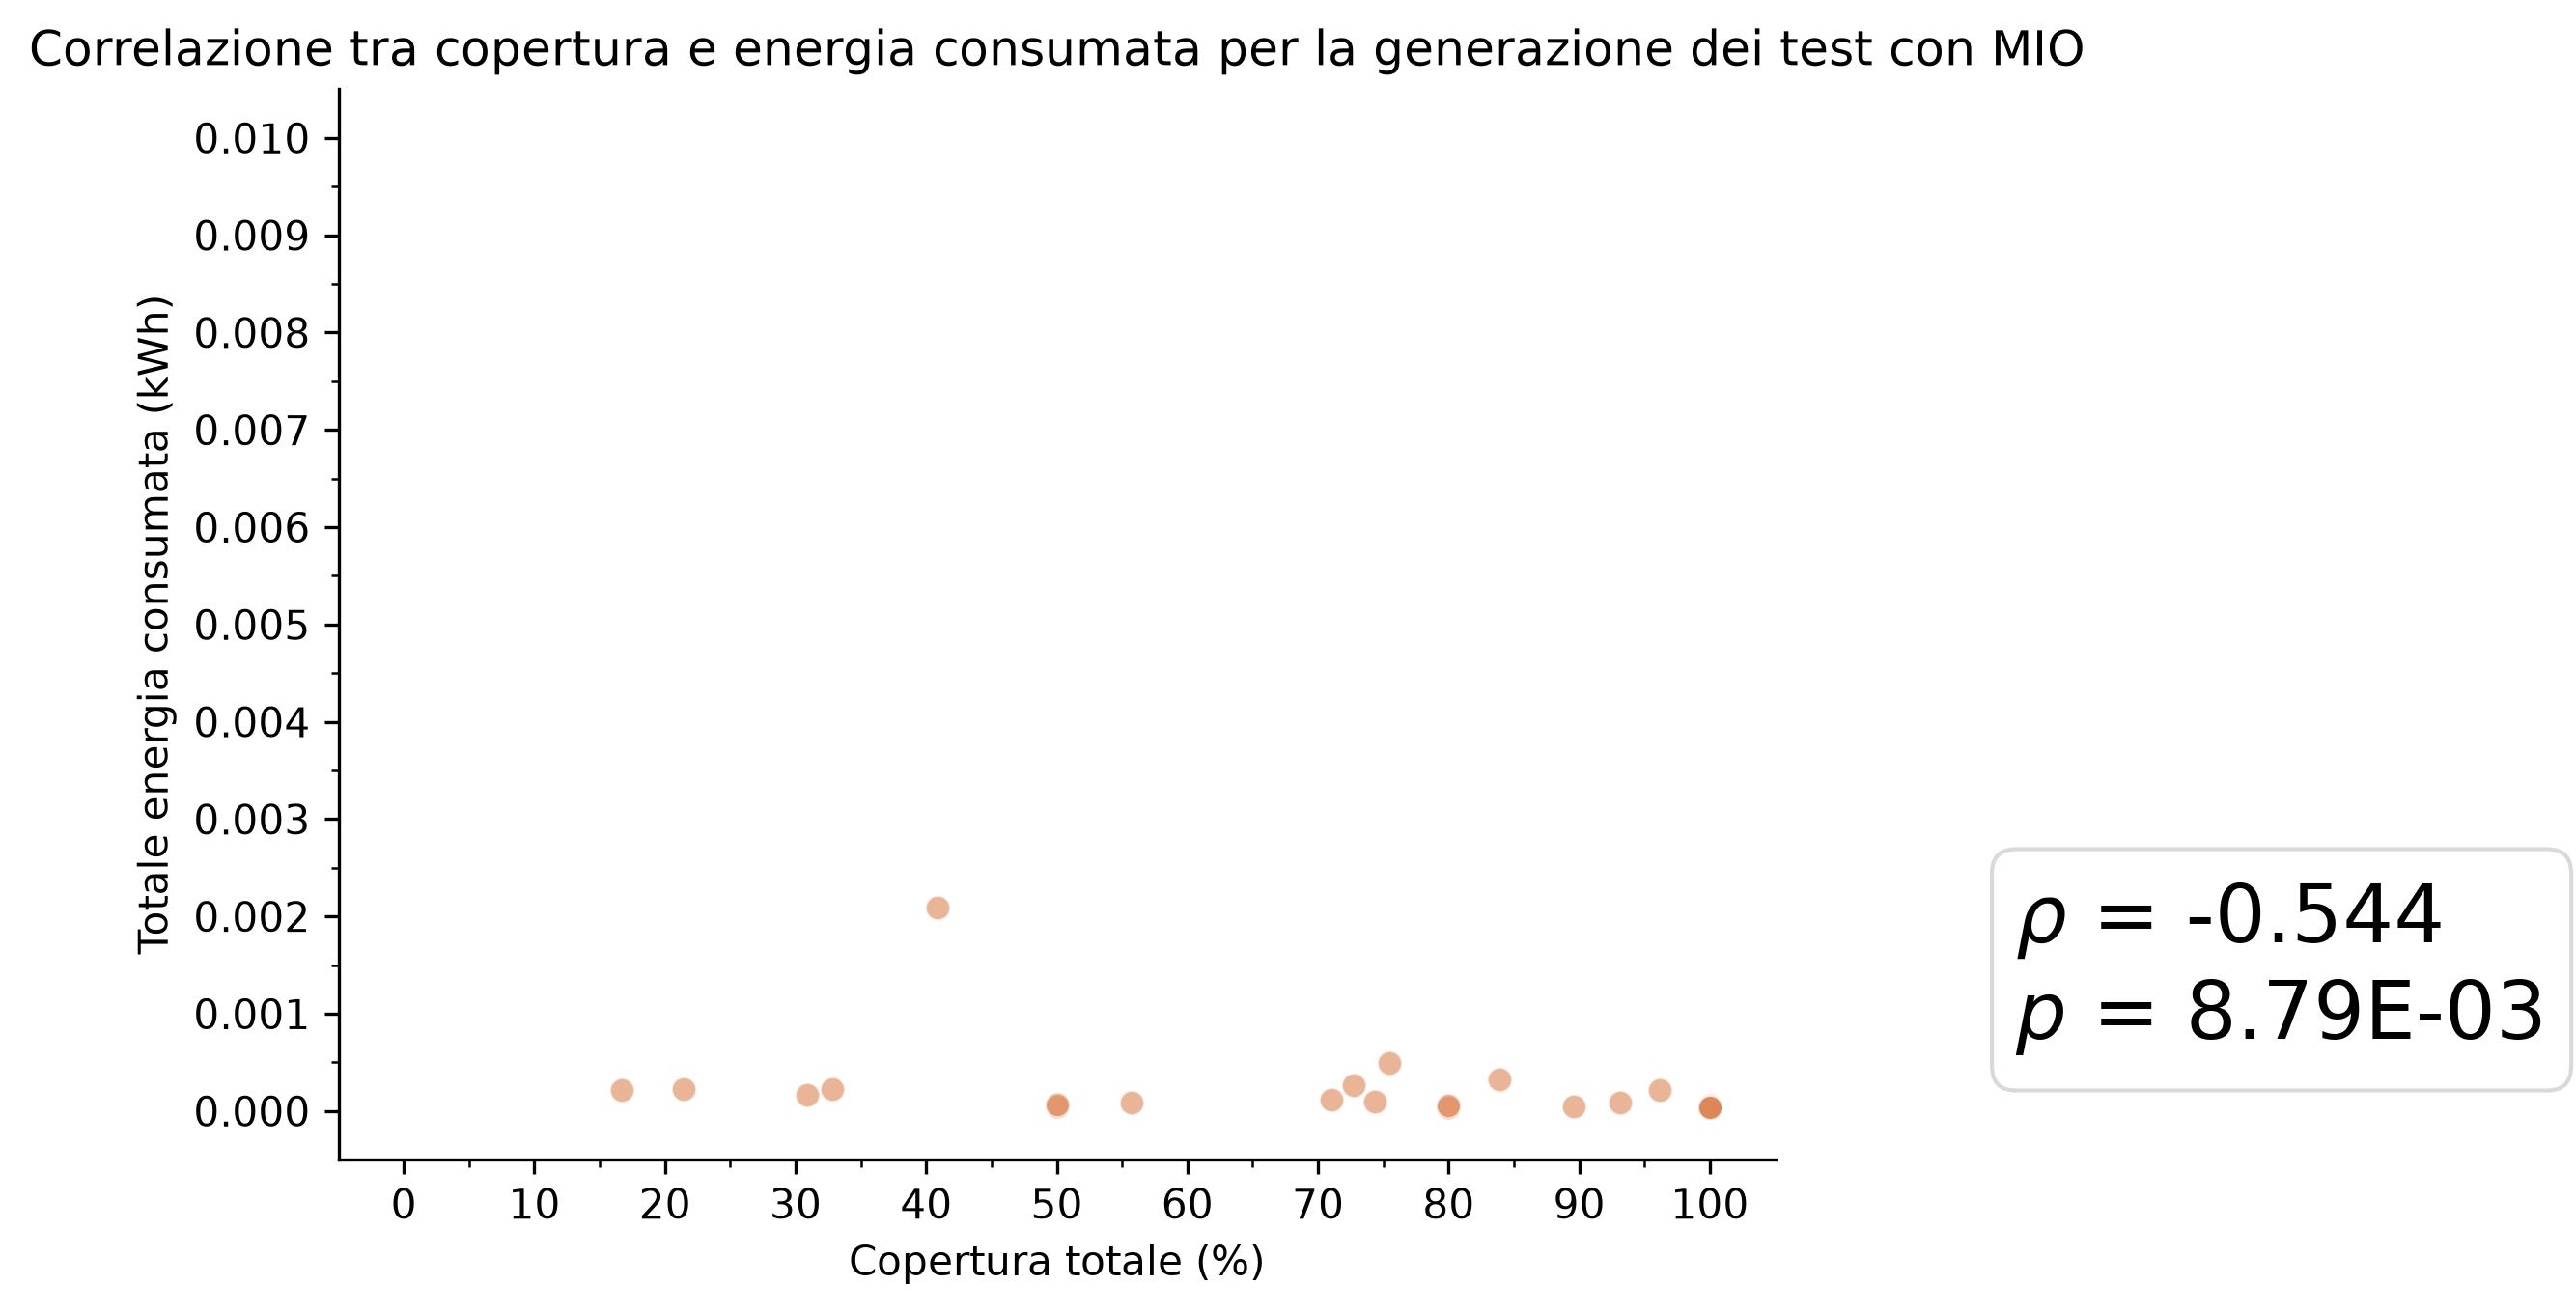 Correlazione tra copertura e energia consumata per la generazione dei test con MIO
Totale energia consumata (kWh)
0.010
0.009
0.008
0.007
0.006
0.005
0.004
0.003
0.002
0.001
0.000
0 10 20 30 40 50 60 70 80 90 100
Copertura totale (%)
ρ = -0.544
p = 8.79E-03